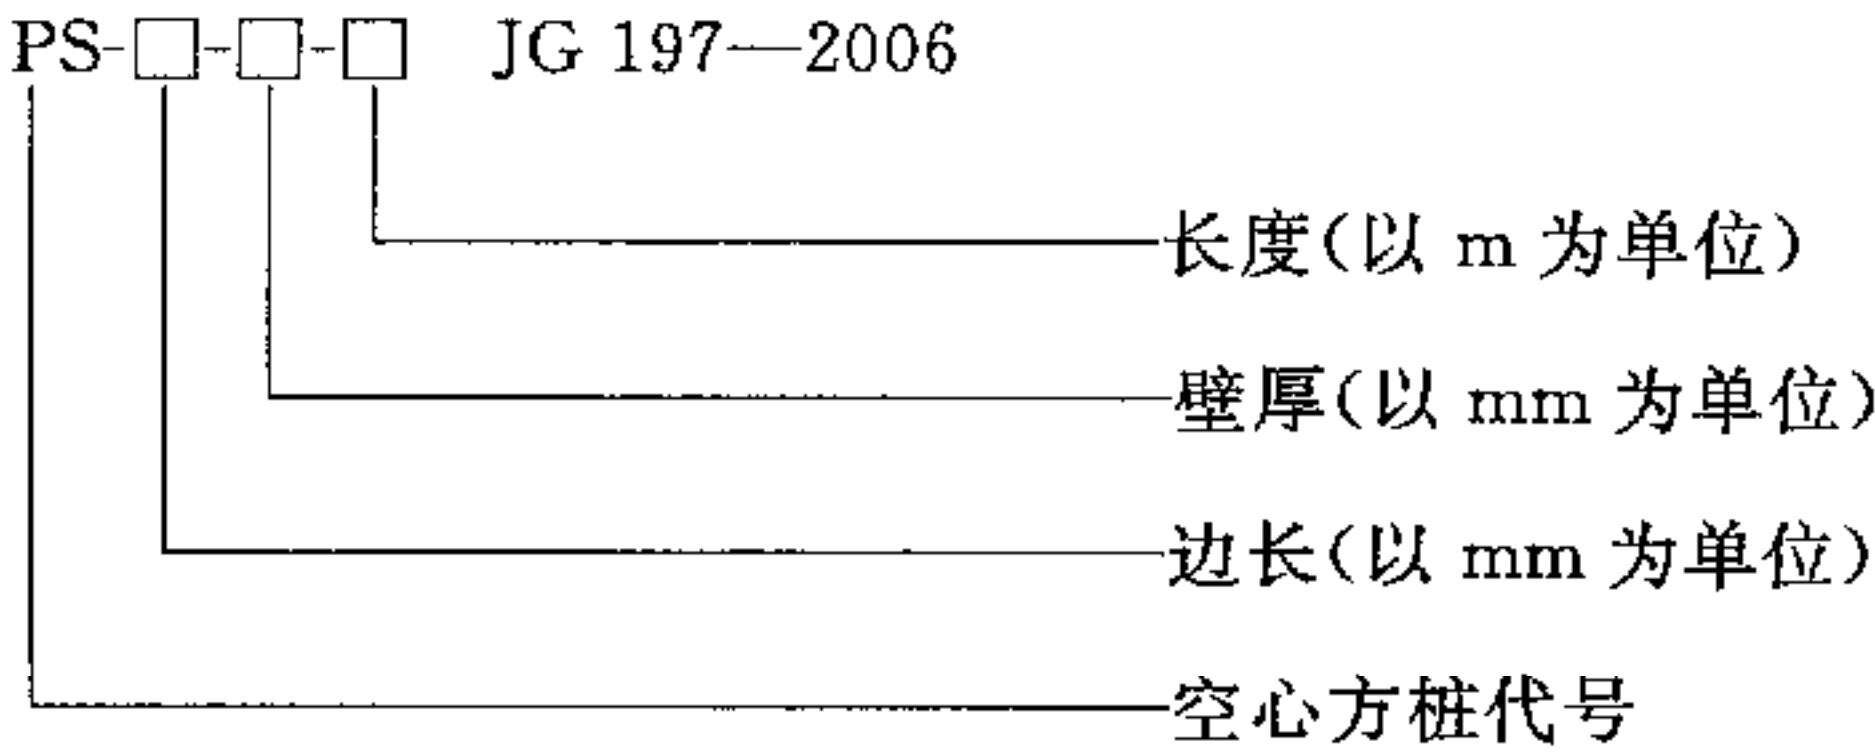 PS-□-□-□ JG 197—2006
长度(以 m 为单位)
壁厚(以 mm 为单位)
边长(以 mm 为单位)
空心方桩代号